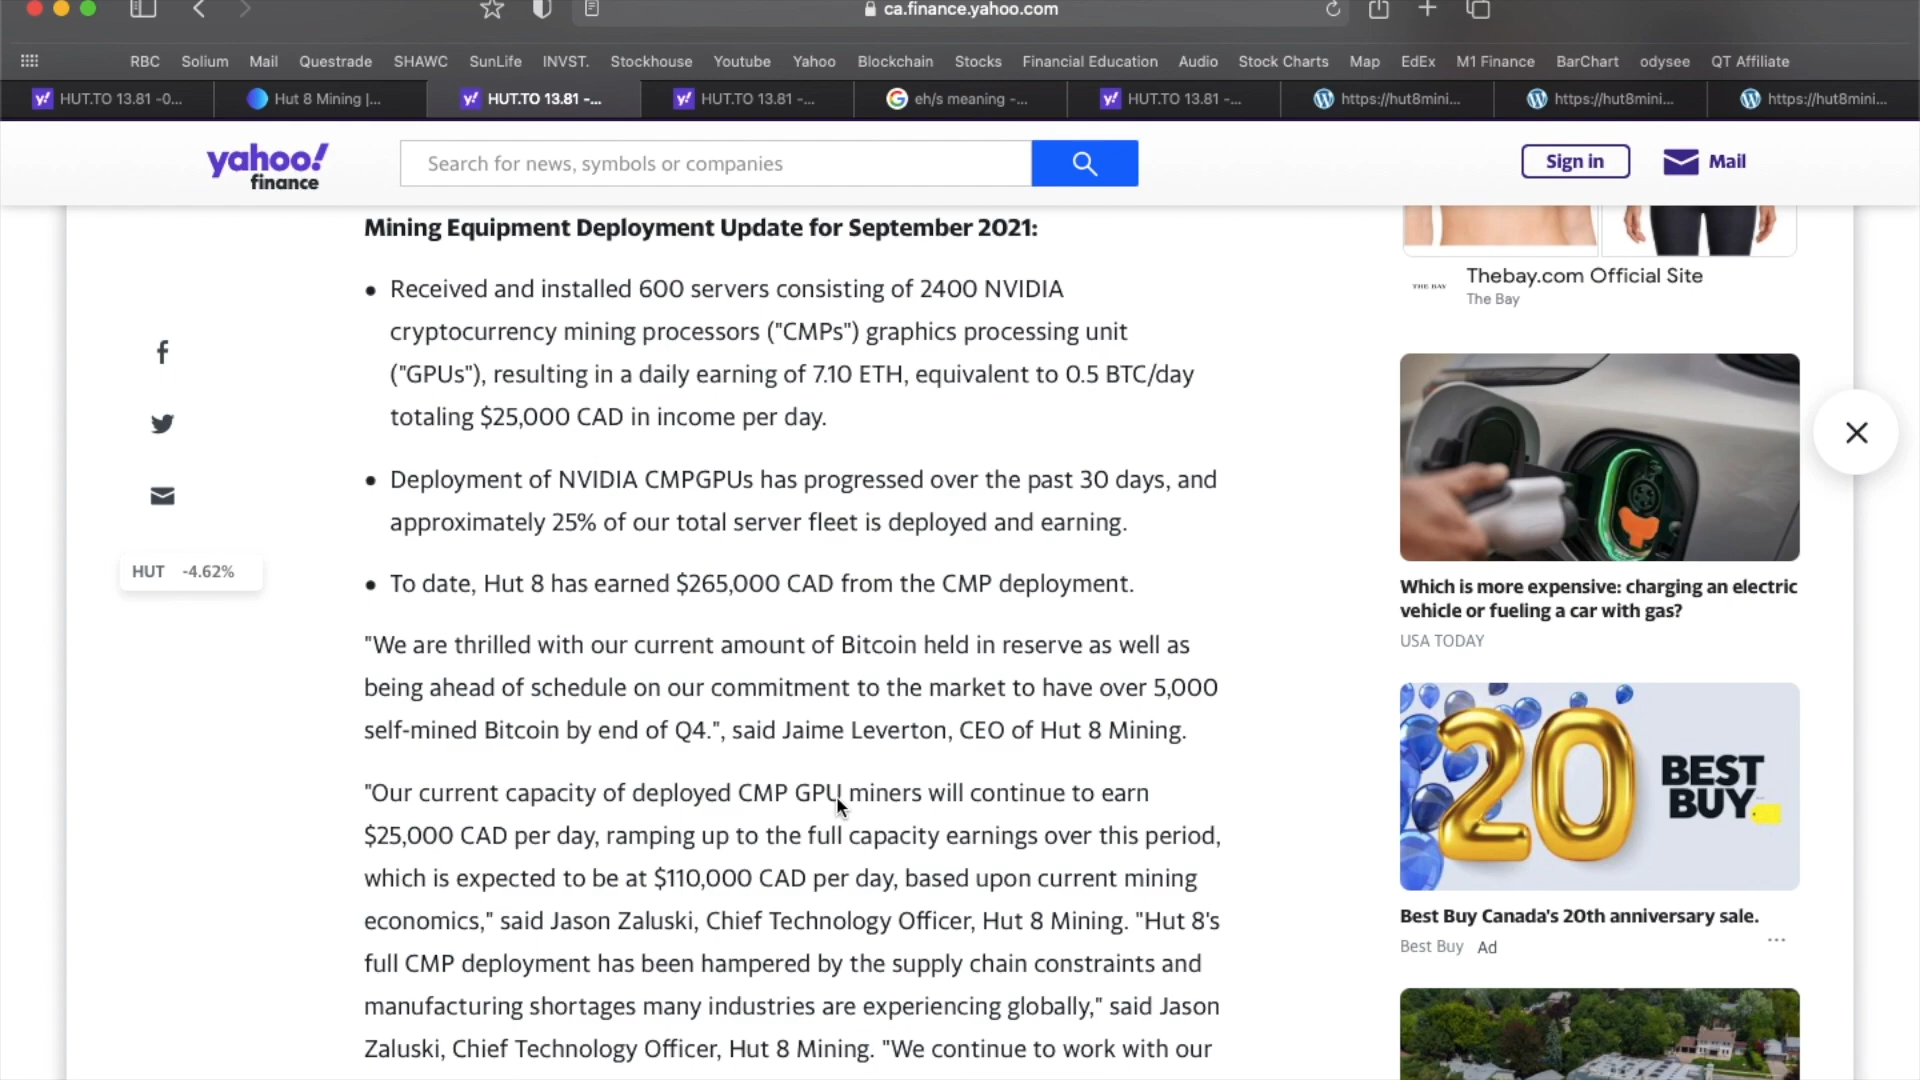 ca.finance.yahoo.com
RBC Solium Mail Questrade SHAWC SunLife INVST. Stockhouse Youtube Yahoo Blockchain Stocks Financial Education Audio Stock Charts Map EdEx M1 Finance BarChart odysee QT Affiliate
y! HUT.TO 13.81 -0... Hut 8 Mining |... y! HUT.TO 13.81 -... y! HUT.TO 13.81 -... G eh/s meaning -... y! HUT.TO 13.81 -... https://hut8mini... https://hut8mini... https://hut8mini...
yahoo!
finance
Search for news, symbols or companies
Sign in
Mail
Mining Equipment Deployment Update for September 2021:
• Received and installed 600 servers consisting of 2400 NVIDIA
cryptocurrency mining processors ("CMPs") graphics processing unit
("GPUs"), resulting in a daily earning of 7.10 ETH, equivalent to 0.5 BTC/day
totaling $25,000 CAD in income per day.
• Deployment of NVIDIA CMPGPUs has progressed over the past 30 days, and
approximately 25% of our total server fleet is deployed and earning.
• To date, Hut 8 has earned $265,000 CAD from the CMP deployment.
"We are thrilled with our current amount of Bitcoin held in reserve as well as
being ahead of schedule on our commitment to the market to have over 5,000
self-mined Bitcoin by end of Q4.", said Jaime Leverton, CEO of Hut 8 Mining.
"Our current capacity of deployed CMP GPU miners will continue to earn
$25,000 CAD per day, ramping up to the full capacity earnings over this period,
which is expected to be at $110,000 CAD per day, based upon current mining
economics," said Jason Zaluski, Chief Technology Officer, Hut 8 Mining. "Hut 8's
full CMP deployment has been hampered by the supply chain constraints and
manufacturing shortages many industries are experiencing globally," said Jason
Zaluski, Chief Technology Officer, Hut 8 Mining. "We continue to work with our
HUT -4.62%
THE BAY
Thebay.com Official Site
The Bay
Which is more expensive: charging an electric
vehicle or fueling a car with gas?
USA TODAY
20
BEST
BUY
Best Buy Canada's 20th anniversary sale.
Best Buy Ad